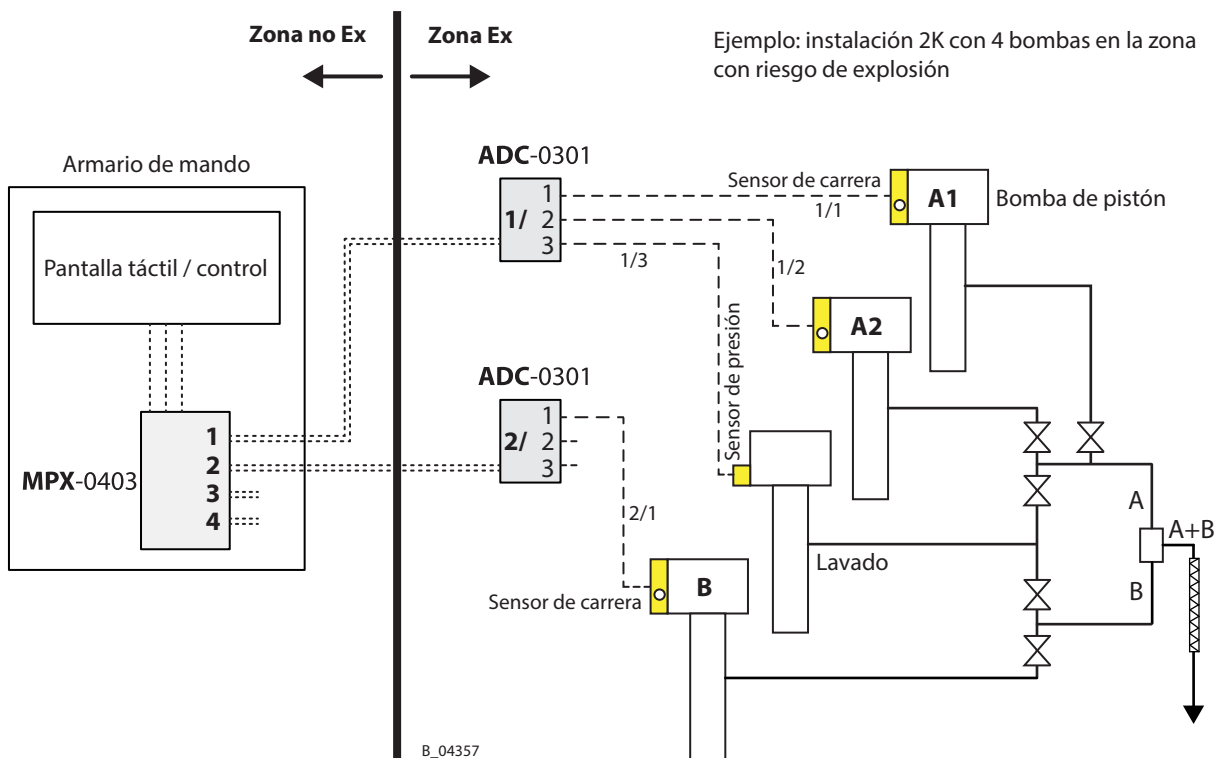 Zona no Ex
Zona Ex
Ejemplo: instalación 2K con 4 bombas en la zona
con riesgo de explosión
Armario de mando
Pantalla táctil / control
MPX-0403
1
2
3
4
ADC-0301
1/
1
2
3
Sensor de carrera
1/1
A1
Bomba de pistón
1/2
1/3
A2
Sensor de presión
ADC-0301
2/
1
2
3
2/1
Lavado
Sensor de carrera
B
A
A+B
B
B_04357